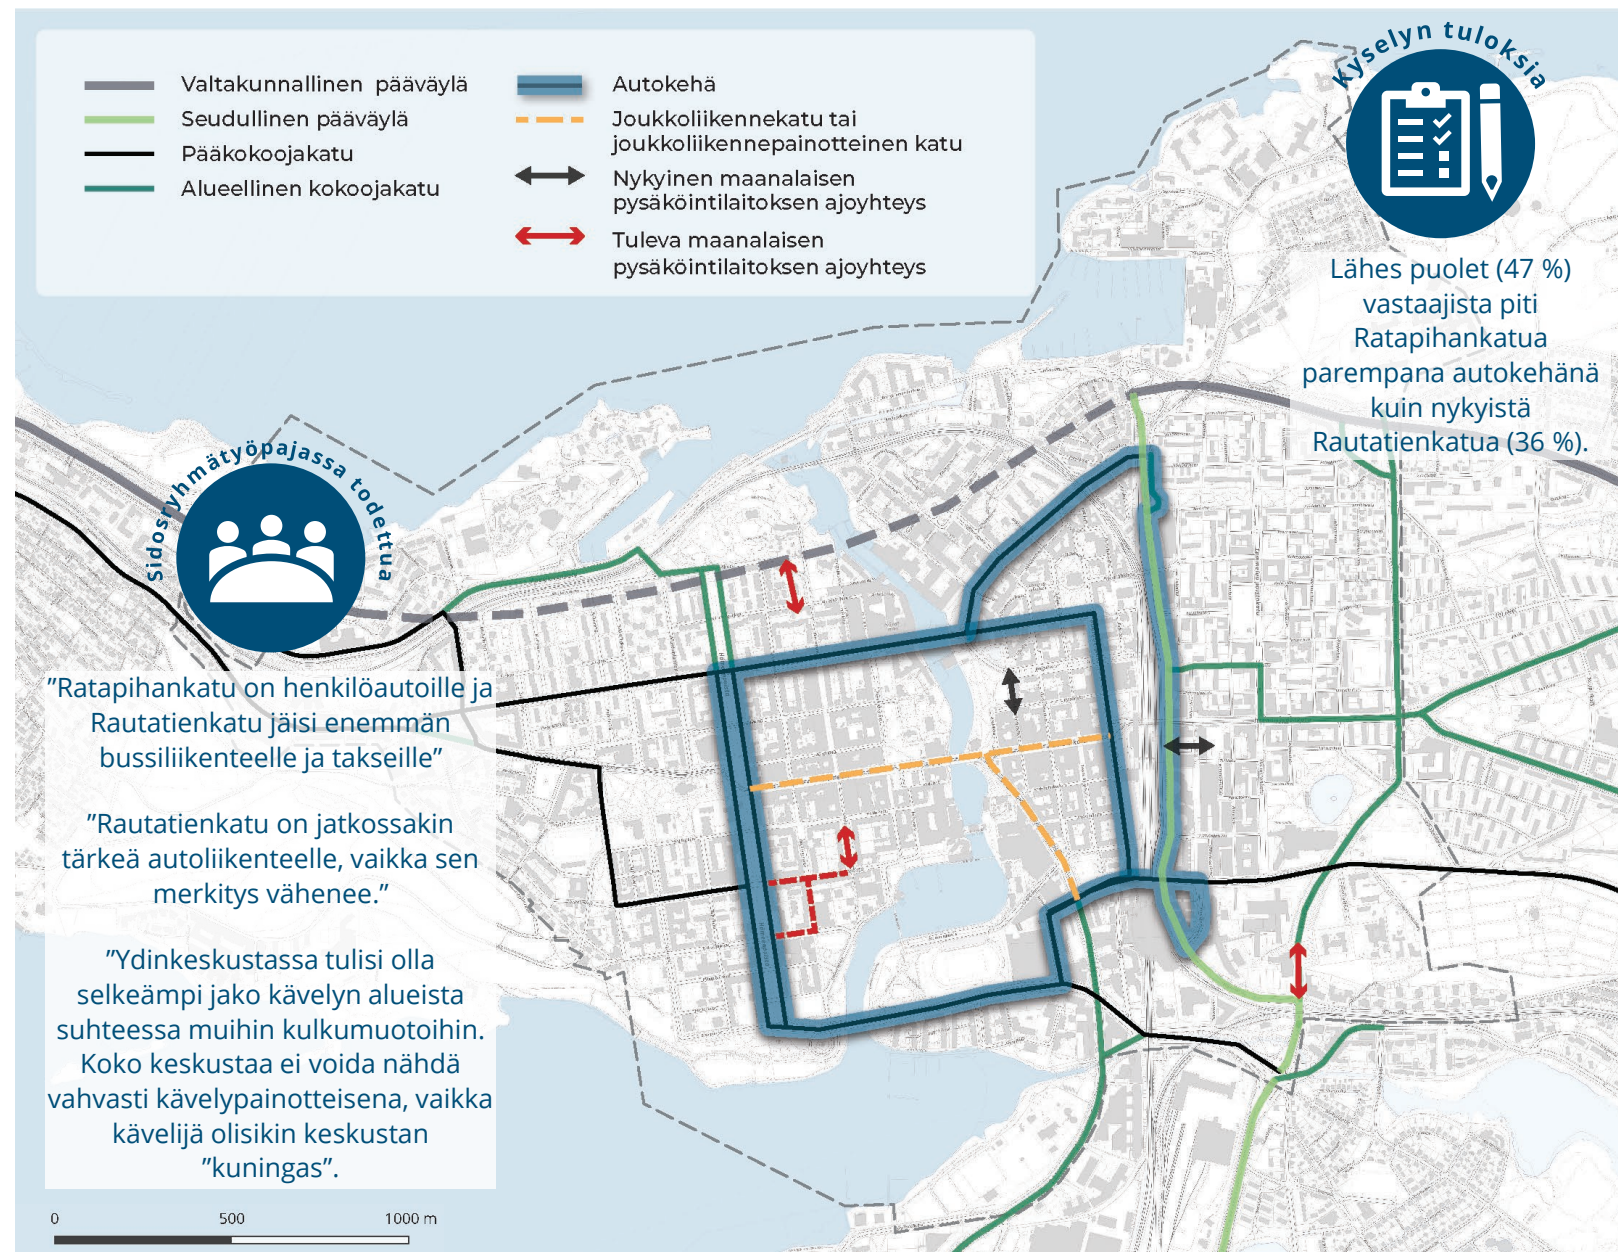 Valtakunnallinen pääväylä
Seudullinen pääväylä
Pääkokoojakatu
Alueellinen kokoojakatu
Autokehä
Joukkoliikennekatu tai
joukkoliikennepainotteinen katu
Nykyinen maanalaisen
pysäköintilaitoksen ajoyhteys
Tuleva maanalaisen
pysäköintilaitoksen ajoyhteys
Kyselyn tuloksia
Lähes puolet (47 %)
vastaajista piti
Ratapihankatua
parempana autokehänä
kuin nykyistä
Rautatienkatua (36 %).
Sidosryhmätyöpajassa todettua
”Ratapihankatu on henkilöautoille ja
Rautatienkatu jäisi enemmän
bussiliikenteelle ja takseille”
”Rautatienkatu on jatkossakin
tärkeä autoliikenteelle, vaikka sen
merkitys vähenee.”
”Ydinkeskustassa tulisi olla
selkeämpi jako kävelyn alueista
suhteessa muihin kulkumuotoihin.
Koko keskustaa ei voida nähdä
vahvasti kävelypainotteisena, vaikka
kävelijä olisikin keskustan
”kuningas”.
0 500 1000 m